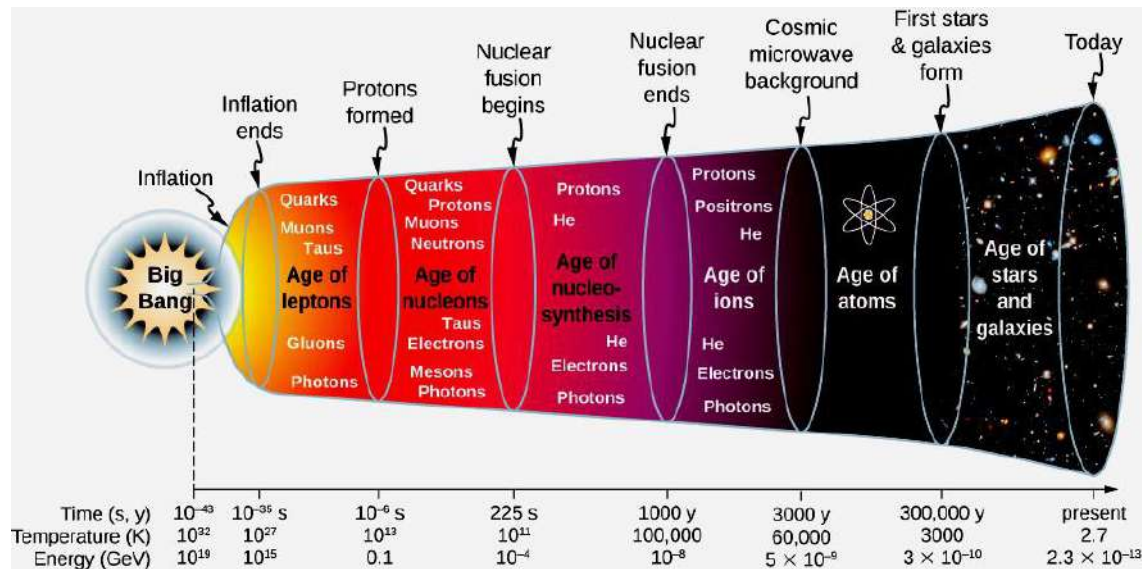 Inflation
Inflation
ends
Protons
formed
Nuclear
fusion
begins
Nuclear
fusion
ends
Cosmic
microwave
background
First stars
& galaxies
form
Today
Big
Bang
Quarks
Muons
Taus
Age of
leptons
Gluons
Photons
Quarks
Protons
Muons
Neutrons
Age of
nucleons
Taus
Electrons
Mesons
Photons
Protons
He
Age of
nucleo-
synthesis
He
Electrons
Photons
Protons
Positrons
He
Age of
ions
He
Electrons
Photons
Age of
atoms
Age of
stars
and
galaxies
Time (s, y) 10⁻⁴³ 10⁻³⁵ s 10⁻⁶ s 225 s 1000 y 3000 y 300,000 y present
Temperature (K) 10³² 10²⁷ 10¹³ 10¹¹ 100,000 60,000 3000 2.7
Energy (GeV) 10¹⁹ 10¹⁵ 0.1 10⁻⁴ 10⁻⁸ 5 × 10⁻⁹ 3 × 10⁻¹⁰ 2.3 × 10⁻¹³